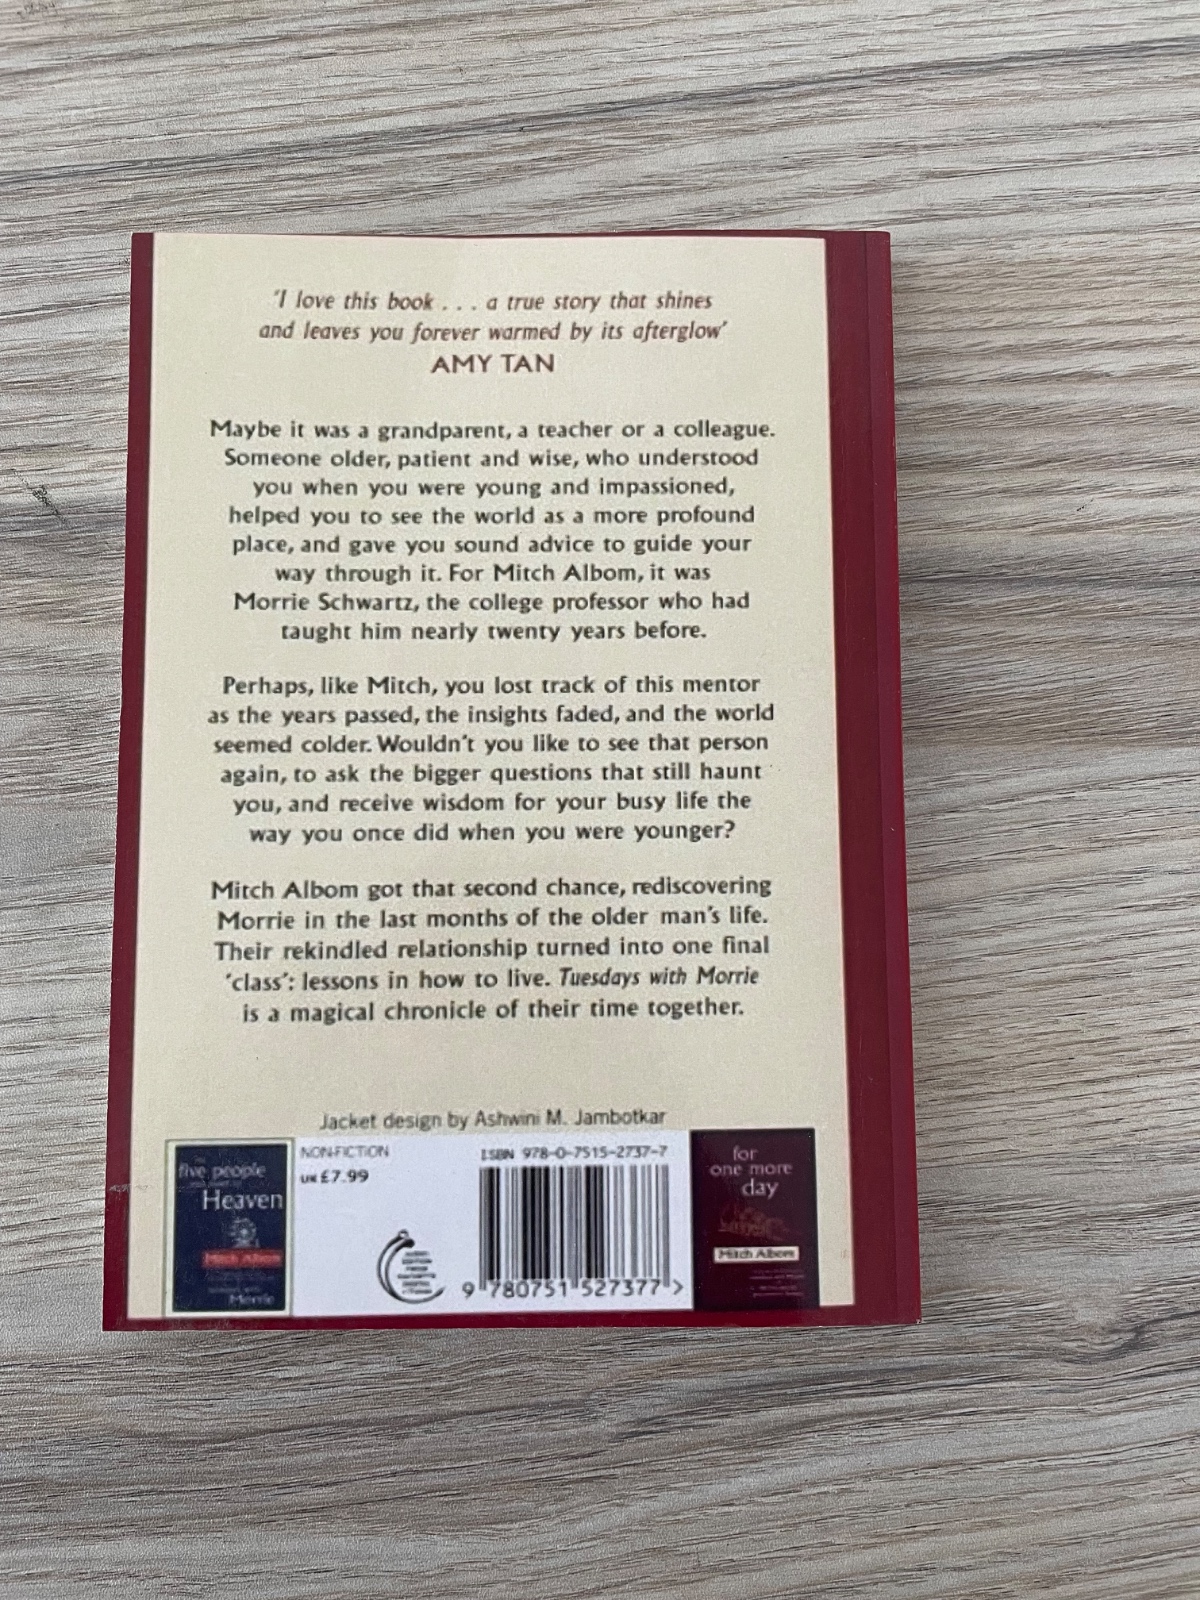 'I love this book . . . a true story that shines
and leaves you forever warmed by its afterglow'
AMY TAN
Maybe it was a grandparent, a teacher or a colleague.
Someone older, patient and wise, who understood
you when you were young and impassioned,
helped you to see the world as a more profound
place, and gave you sound advice to guide your
way through it. For Mitch Albom, it was
Morrie Schwartz, the college professor who had
taught him nearly twenty years before.
Perhaps, like Mitch, you lost track of this mentor
as the years passed, the insights faded, and the world
seemed colder. Wouldn't you like to see that person
again, to ask the bigger questions that still haunt
you, and receive wisdom for your busy life the
way you once did when you were younger?
Mitch Albom got that second chance, rediscovering
Morrie in the last months of the older man's life.
Their rekindled relationship turned into one final
'class': lessons in how to live. Tuesdays with Morrie
is a magical chronicle of their time together.
Jacket design by Ashwini M. Jambotkar
five people
Heaven
Mitch Albom
Morrie
NON-FICTION
UK £7.99
ISBN 978-0-7515-2737-7
9 780751 527377 >
for
one more
day
Mitch Albom